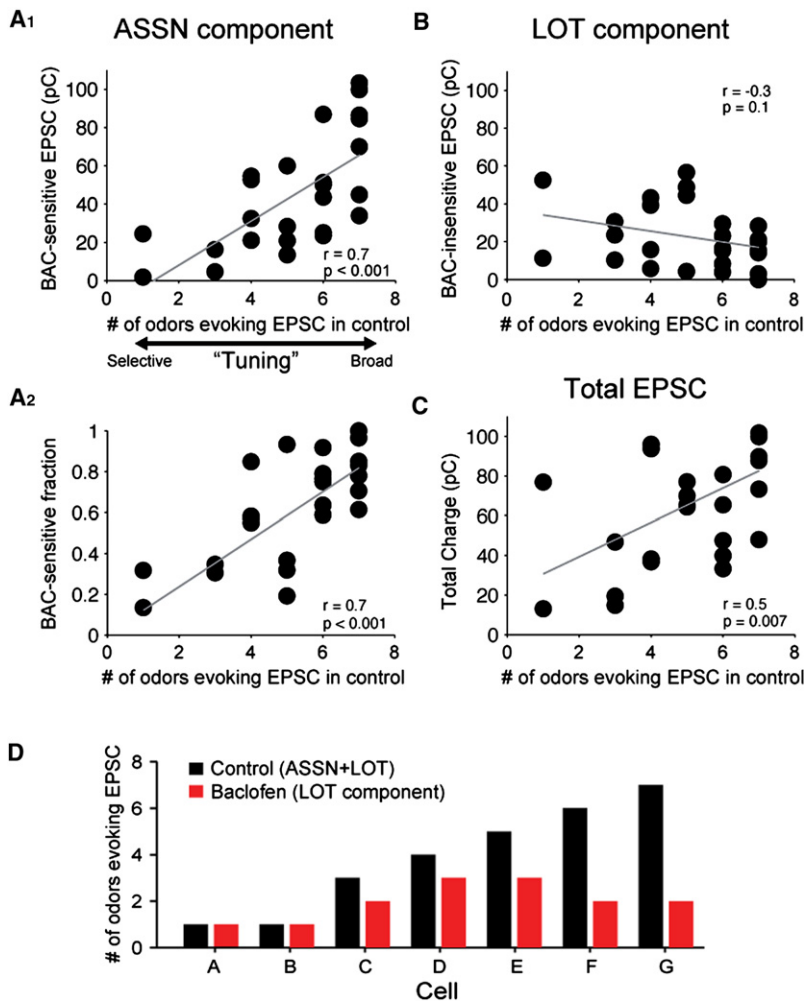 A1
ASSN component
BAC-sensitive EPSC (pC)
100
80
60
40
20
0
0 2 4 6 8
r = 0.7
p < 0.001
# of odors evoking EPSC in control
Selective "Tuning" Broad
B
LOT component
BAC-insensitive EPSC (pC)
100
80
60
40
20
0
0 2 4 6 8
r = -0.3
p = 0.1
# of odors evoking EPSC in control
A2
BAC-sensitive fraction
1
0.8
0.6
0.4
0.2
0
0 2 4 6 8
r = 0.7
p < 0.001
# of odors evoking EPSC in control
C
Total EPSC
Total Charge (pC)
100
80
60
40
20
0
0 2 4 6 8
r = 0.5
p = 0.007
# of odors evoking EPSC in control
D
# of odors evoking EPSC
8
6
4
2
0
Control (ASSN+LOT)
Baclofen (LOT component)
A B C D E F G
Cell